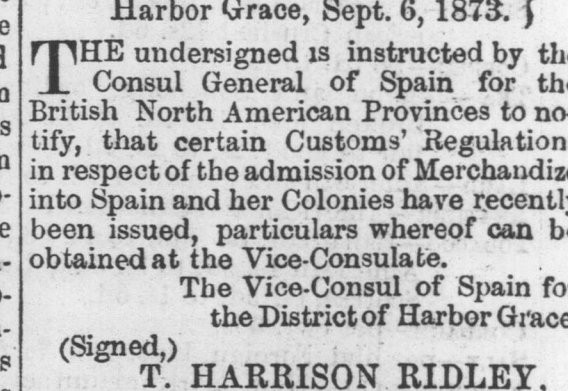 Harbor Grace, Sept. 6, 1873. }
THE undersigned is instructed by th
Consul General of Spain for th
British North American Provinces to no-
tify, that certain Customs' Regulation
in respect of the admission of Merchandiz
into Spain and her Colonies have recentl
been issued, particulars whereof can b
obtained at the Vice-Consulate.
The Vice-Consul of Spain fo
the District of Harbor Grace
(Signed,)
T. HARRISON RIDLEY.